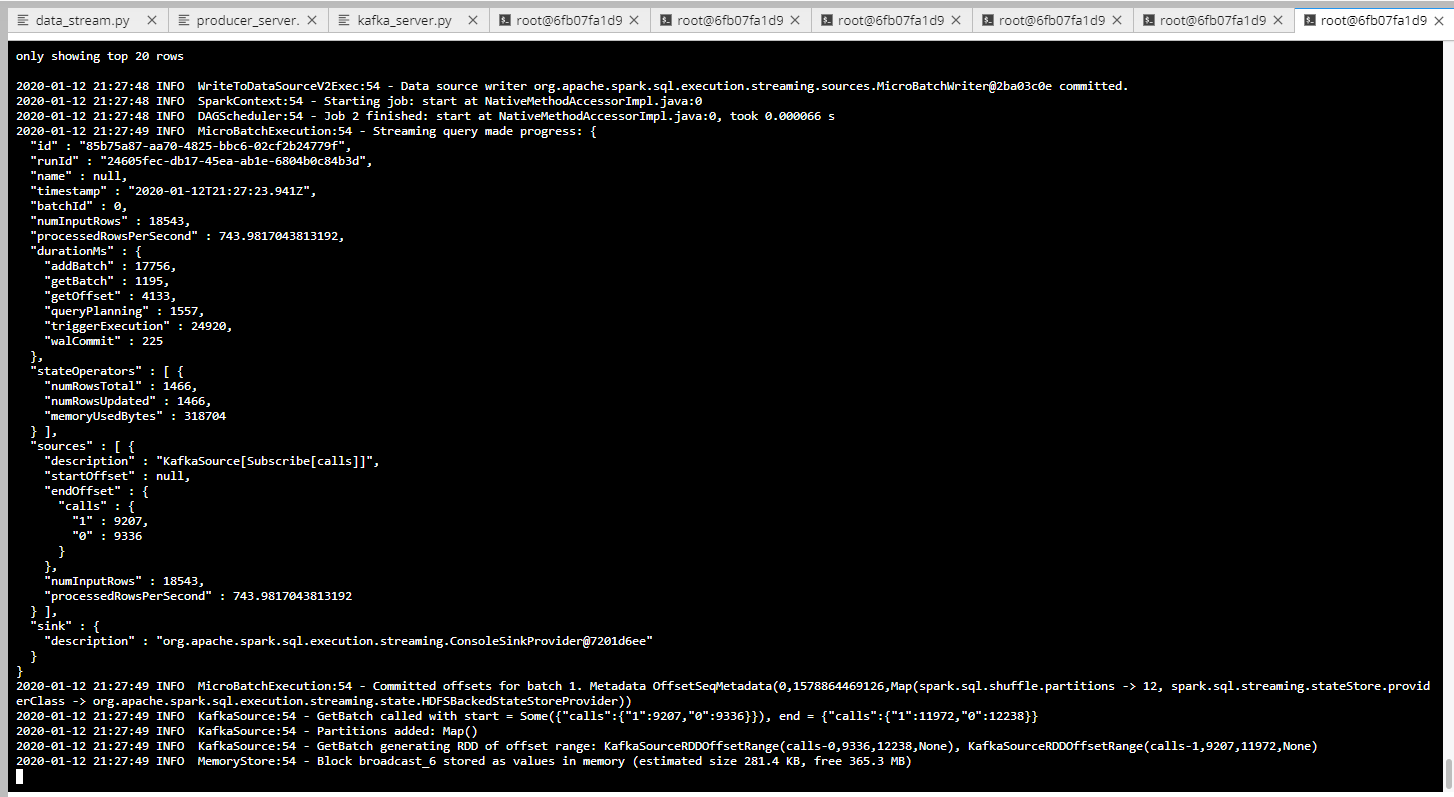 data_stream.py
producer_server.
kafka_server.py
root@6fb07fa1d9
root@6fb07fa1d9
root@6fb07fa1d9
root@6fb07fa1d9
root@6fb07fa1d9
root@6fb07fa1d9
only showing top 20 rows
2020-01-12 21:27:48 INFO  WriteToDataSourceV2Exec:54 - Data source writer org.apache.spark.sql.execution.streaming.sources.MicroBatchWriter@2ba03c0e committed.
2020-01-12 21:27:48 INFO  SparkContext:54 - Starting job: start at NativeMethodAccessorImpl.java:0
2020-01-12 21:27:48 INFO  DAGScheduler:54 - Job 2 finished: start at NativeMethodAccessorImpl.java:0, took 0.000066 s
2020-01-12 21:27:49 INFO  MicroBatchExecution:54 - Streaming query made progress: {
  "id" : "85b75a87-aa70-4825-bbc6-02cf2b24779f",
  "runId" : "24605fec-db17-45ea-ab1e-6804b0c84b3d",
  "name" : null,
  "timestamp" : "2020-01-12T21:27:23.941Z",
  "batchId" : 0,
  "numInputRows" : 18543,
  "processedRowsPerSecond" : 743.9817043813192,
  "durationMs" : {
    "addBatch" : 17756,
    "getBatch" : 1195,
    "getOffset" : 4133,
    "queryPlanning" : 1557,
    "triggerExecution" : 24920,
    "walCommit" : 225
  },
  "stateOperators" : [ {
    "numRowsTotal" : 1466,
    "numRowsUpdated" : 1466,
    "memoryUsedBytes" : 318704
  } ],
  "sources" : [ {
    "description" : "KafkaSource[Subscribe[calls]]",
    "startOffset" : null,
    "endOffset" : {
      "calls" : {
        "1" : 9207,
        "0" : 9336
      }
    },
    "numInputRows" : 18543,
    "processedRowsPerSecond" : 743.9817043813192
  } ],
  "sink" : {
    "description" : "org.apache.spark.sql.execution.streaming.ConsoleSinkProvider@7201d6ee"
  }
}
2020-01-12 21:27:49 INFO  MicroBatchExecution:54 - Committed offsets for batch 1. Metadata OffsetSeqMetadata(0,1578864469126,Map(spark.sql.shuffle.partitions -> 12, spark.sql.streaming.stateStore.provid
erClass -> org.apache.spark.sql.execution.streaming.state.HDFSBackedStateStoreProvider))
2020-01-12 21:27:49 INFO  KafkaSource:54 - GetBatch called with start = Some({"calls":{"1":9207,"0":9336}}), end = {"calls":{"1":11972,"0":12238}}
2020-01-12 21:27:49 INFO  KafkaSource:54 - Partitions added: Map()
2020-01-12 21:27:49 INFO  KafkaSource:54 - GetBatch generating RDD of offset range: KafkaSourceRDDOffsetRange(calls-0,9336,12238,None), KafkaSourceRDDOffsetRange(calls-1,9207,11972,None)
2020-01-12 21:27:49 INFO  MemoryStore:54 - Block broadcast_6 stored as values in memory (estimated size 281.4 KB, free 365.3 MB)